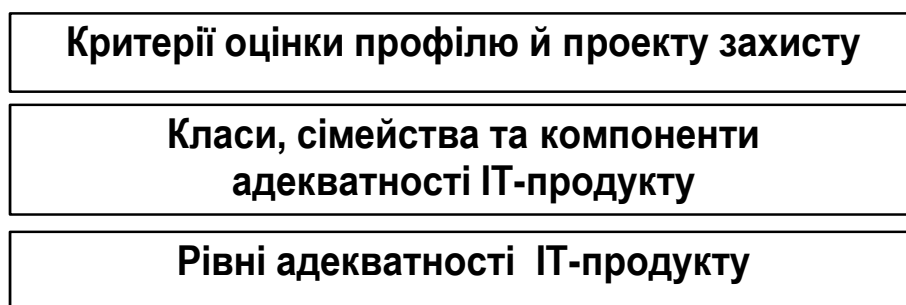 Критерії оцінки профілю й проекту захисту
Класи, сімейства та компоненти
адекватності ІТ-продукту
Рівні адекватності ІТ-продукту